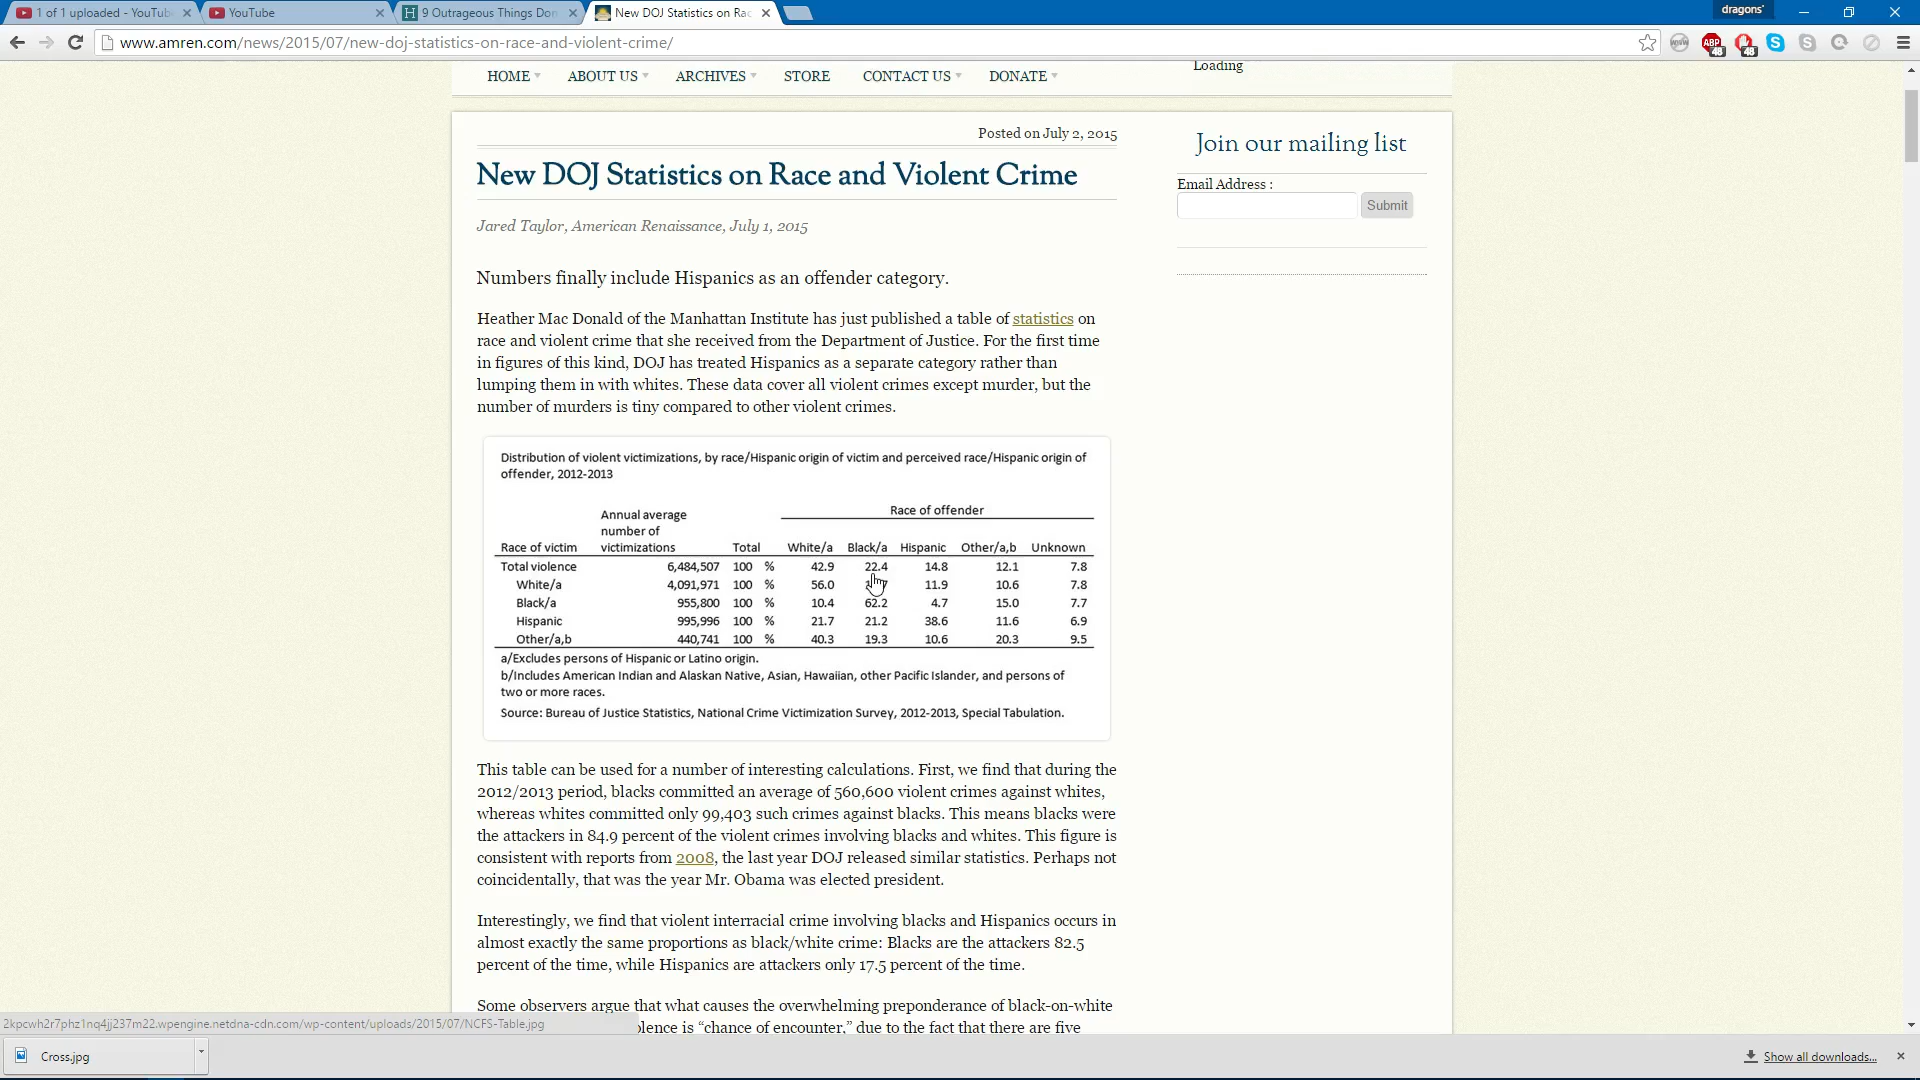 1 of 1 uploaded - YouTub
YouTube
9 Outrageous Things Don
New DOJ Statistics on Rac
dragons'
www.amren.com/news/2015/07/new-doj-statistics-on-race-and-violent-crime/
ABP
48
48
HOME
ABOUT US
ARCHIVES
STORE
CONTACT US
DONATE
Loading
Posted on July 2, 2015
New DOJ Statistics on Race and Violent Crime
Jared Taylor, American Renaissance, July 1, 2015
Numbers finally include Hispanics as an offender category.
Heather Mac Donald of the Manhattan Institute has just published a table of statistics on
race and violent crime that she received from the Department of Justice. For the first time
in figures of this kind, DOJ has treated Hispanics as a separate category rather than
lumping them in with whites. These data cover all violent crimes except murder, but the
number of murders is tiny compared to other violent crimes.
Distribution of violent victimizations, by race/Hispanic origin of victim and perceived race/Hispanic origin of
offender, 2012-2013
Race of offender
Annual average
number of
Race of victim victimizations Total White/a Black/a Hispanic Other/a,b Unknown
Total violence 6,484,507 100 % 42.9 22.4 14.8 12.1 7.8
White/a 4,091,971 100 % 56.0 11.9 10.6 7.8
Black/a 955,800 100 % 10.4 62.2 4.7 15.0 7.7
Hispanic 995,996 100 % 21.7 21.2 38.6 11.6 6.9
Other/a,b 440,741 100 % 40.3 19.3 10.6 20.3 9.5
a/Excludes persons of Hispanic or Latino origin.
b/Includes American Indian and Alaskan Native, Asian, Hawaiian, other Pacific Islander, and persons of
two or more races.
Source: Bureau of Justice Statistics, National Crime Victimization Survey, 2012-2013, Special Tabulation.
This table can be used for a number of interesting calculations. First, we find that during the
2012/2013 period, blacks committed an average of 560,600 violent crimes against whites,
whereas whites committed only 99,403 such crimes against blacks. This means blacks were
the attackers in 84.9 percent of the violent crimes involving blacks and whites. This figure is
consistent with reports from 2008, the last year DOJ released similar statistics. Perhaps not
coincidentally, that was the year Mr. Obama was elected president.
Interestingly, we find that violent interracial crime involving blacks and Hispanics occurs in
almost exactly the same proportions as black/white crime: Blacks are the attackers 82.5
percent of the time, while Hispanics are attackers only 17.5 percent of the time.
Some observers argue that what causes the overwhelming preponderance of black-on-white
olence is “chance of encounter,” due to the fact that there are five
Join our mailing list
Email Address :
Submit
2kpcwh2r7phz1nq4jj237m22.wpengine.netdna-cdn.com/wp-content/uploads/2015/07/NCFS-Table.jpg
Cross.jpg
Show all downloads...